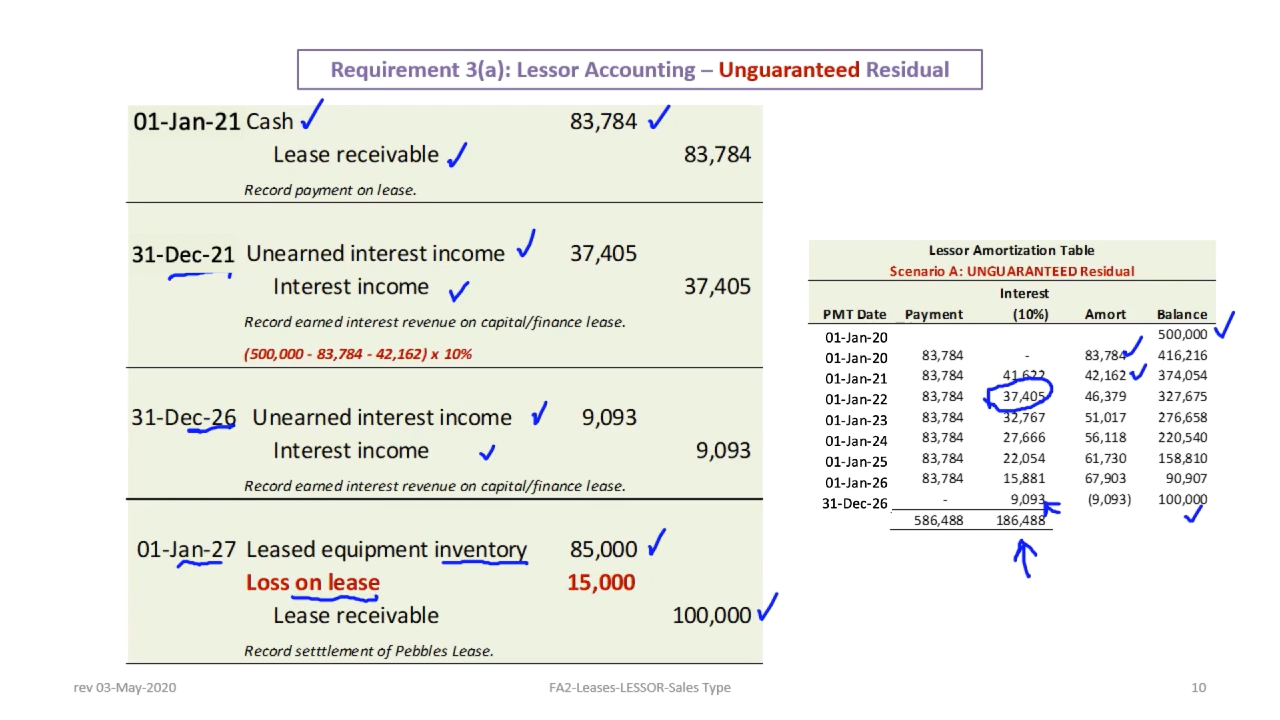 Requirement 3(a): Lessor Accounting – Unguaranteed Residual
01-Jan-21 Cash 83,784
Lease receivable 83,784
Record payment on lease.
31-Dec-21 Unearned interest income 37,405
Interest income 37,405
Record earned interest revenue on capital/finance lease.
(500,000 - 83,784 - 42,162) x 10%
31-Dec-26 Unearned interest income 9,093
Interest income 9,093
Record earned interest revenue on capital/finance lease.
01-Jan-27 Leased equipment inventory 85,000
Loss on lease 15,000
Lease receivable 100,000
Record setttlement of Pebbles Lease.
Lessor Amortization Table
Scenario A: UNGUARANTEED Residual
Interest
PMT Date Payment (10%) Amort Balance
01-Jan-20 500,000
01-Jan-20 83,784 - 83,784 416,216
01-Jan-21 83,784 41,622 42,162 374,054
01-Jan-22 83,784 37,405 46,379 327,675
01-Jan-23 83,784 32,767 51,017 276,658
01-Jan-24 83,784 27,666 56,118 220,540
01-Jan-25 83,784 22,054 61,730 158,810
01-Jan-26 83,784 15,881 67,903 90,907
31-Dec-26 - 9,093 (9,093) 100,000
586,488 186,488
rev 03-May-2020 FA2-Leases-LESSOR-Sales Type 10